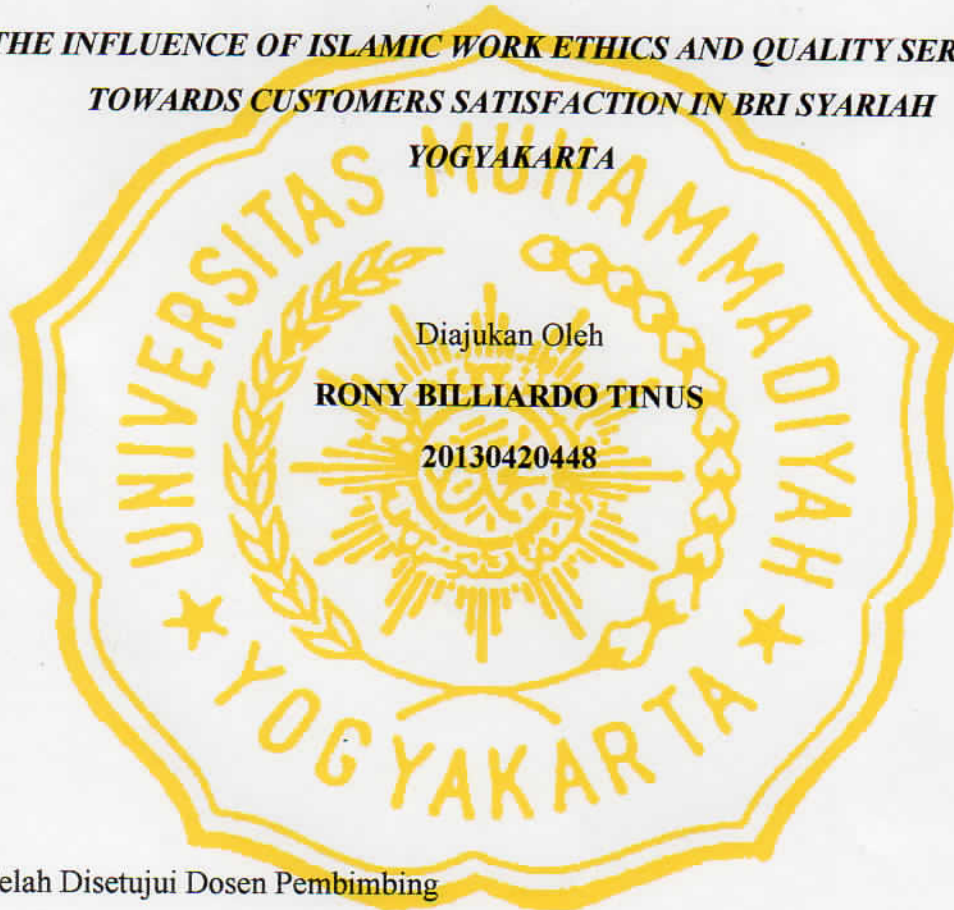 THE INFLUENCE OF ISLAMIC WORK ETHICS AND QUALITY SER
TOWARDS CUSTOMERS SATISFACTION IN BRI SYARIAH
YOGYAKARTA
UNIVERSITAS MUHAMMADIYAH
Diajukan Oleh
RONY BILLIARDO TINUS
20130420448
YOGYAKARTA
elah Disetujui Dosen Pembimbing